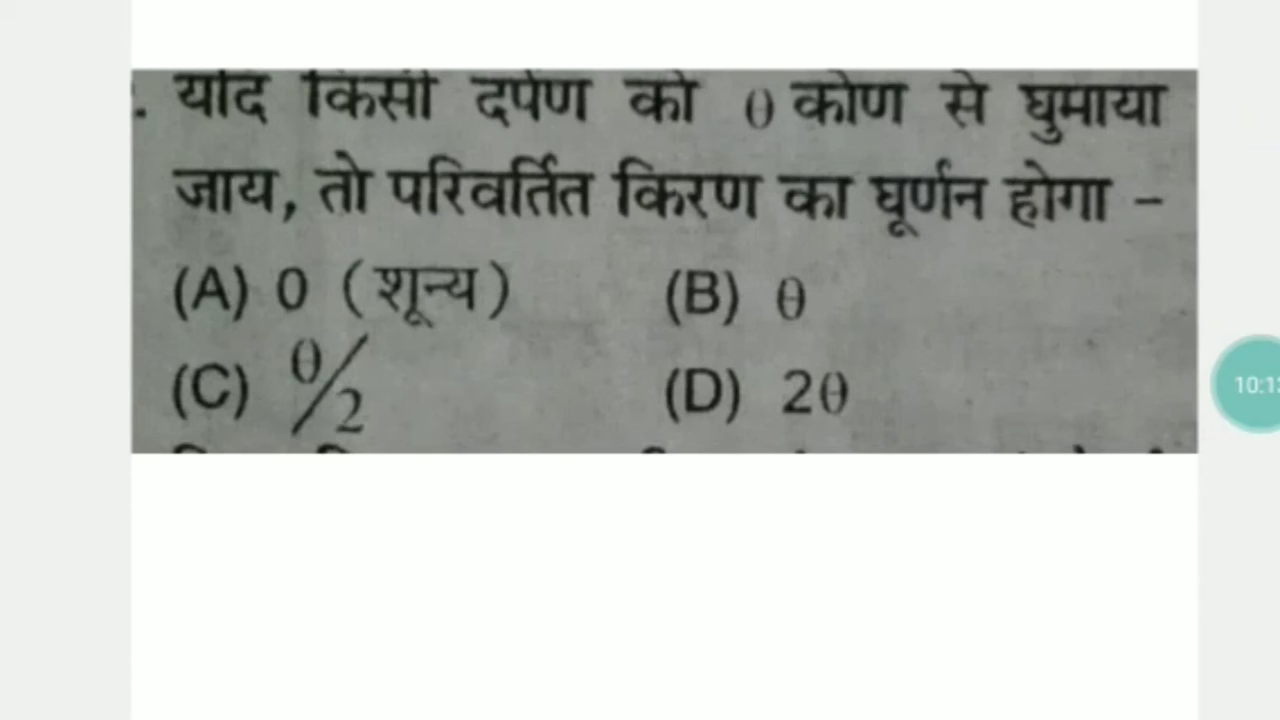 . यदि किसी दर्पण को θ कोण से घुमाया
जाय, तो परिवर्तित किरण का घूर्णन होगा –
(A) 0 (शून्य) (B) θ
(C) θ/2 (D) 2θ
10:1